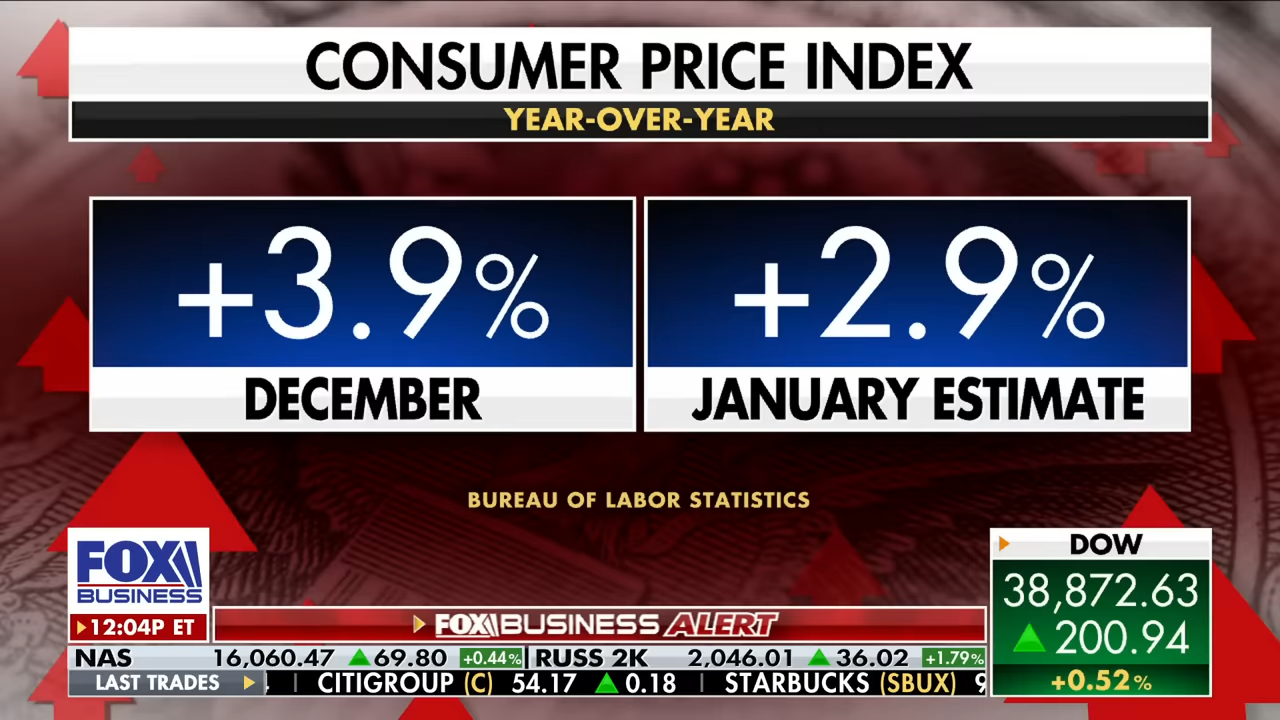 CONSUMER PRICE INDEX
YEAR-OVER-YEAR
+3.9%
DECEMBER
+2.9%
JANUARY ESTIMATE
BUREAU OF LABOR STATISTICS
FOX BUSINESS
12:04P ET
FOX BUSINESS ALERT
NAS 16,060.47 ▲69.80 +0.44% RUSS 2K 2,046.01 ▲ 36.02 +1.79%
LAST TRADES CITIGROUP (C) 54.17 ▲ 0.18 | STARBUCKS (SBUX)
DOW
38,872.63
▲ 200.94
+0.52%